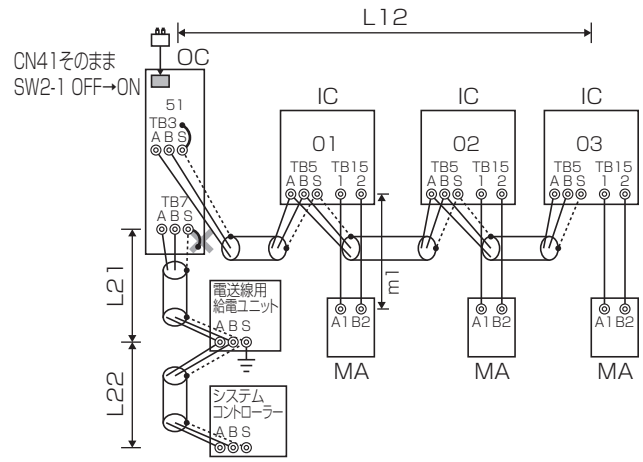 L12
CN41そのまま
SW2-1 OFF→ON
OC
51
TB3
A B S
TB7
A B S
IC
01
TB5
A B S
TB15
1 2
IC
02
TB5
A B S
TB15
1 2
IC
03
TB5
A B S
TB15
1 2
m1
A1 B2
MA
A1 B2
MA
A1 B2
MA
L21
電送線用
給電ユニット
A B S
L22
システム
コントローラー
A B S